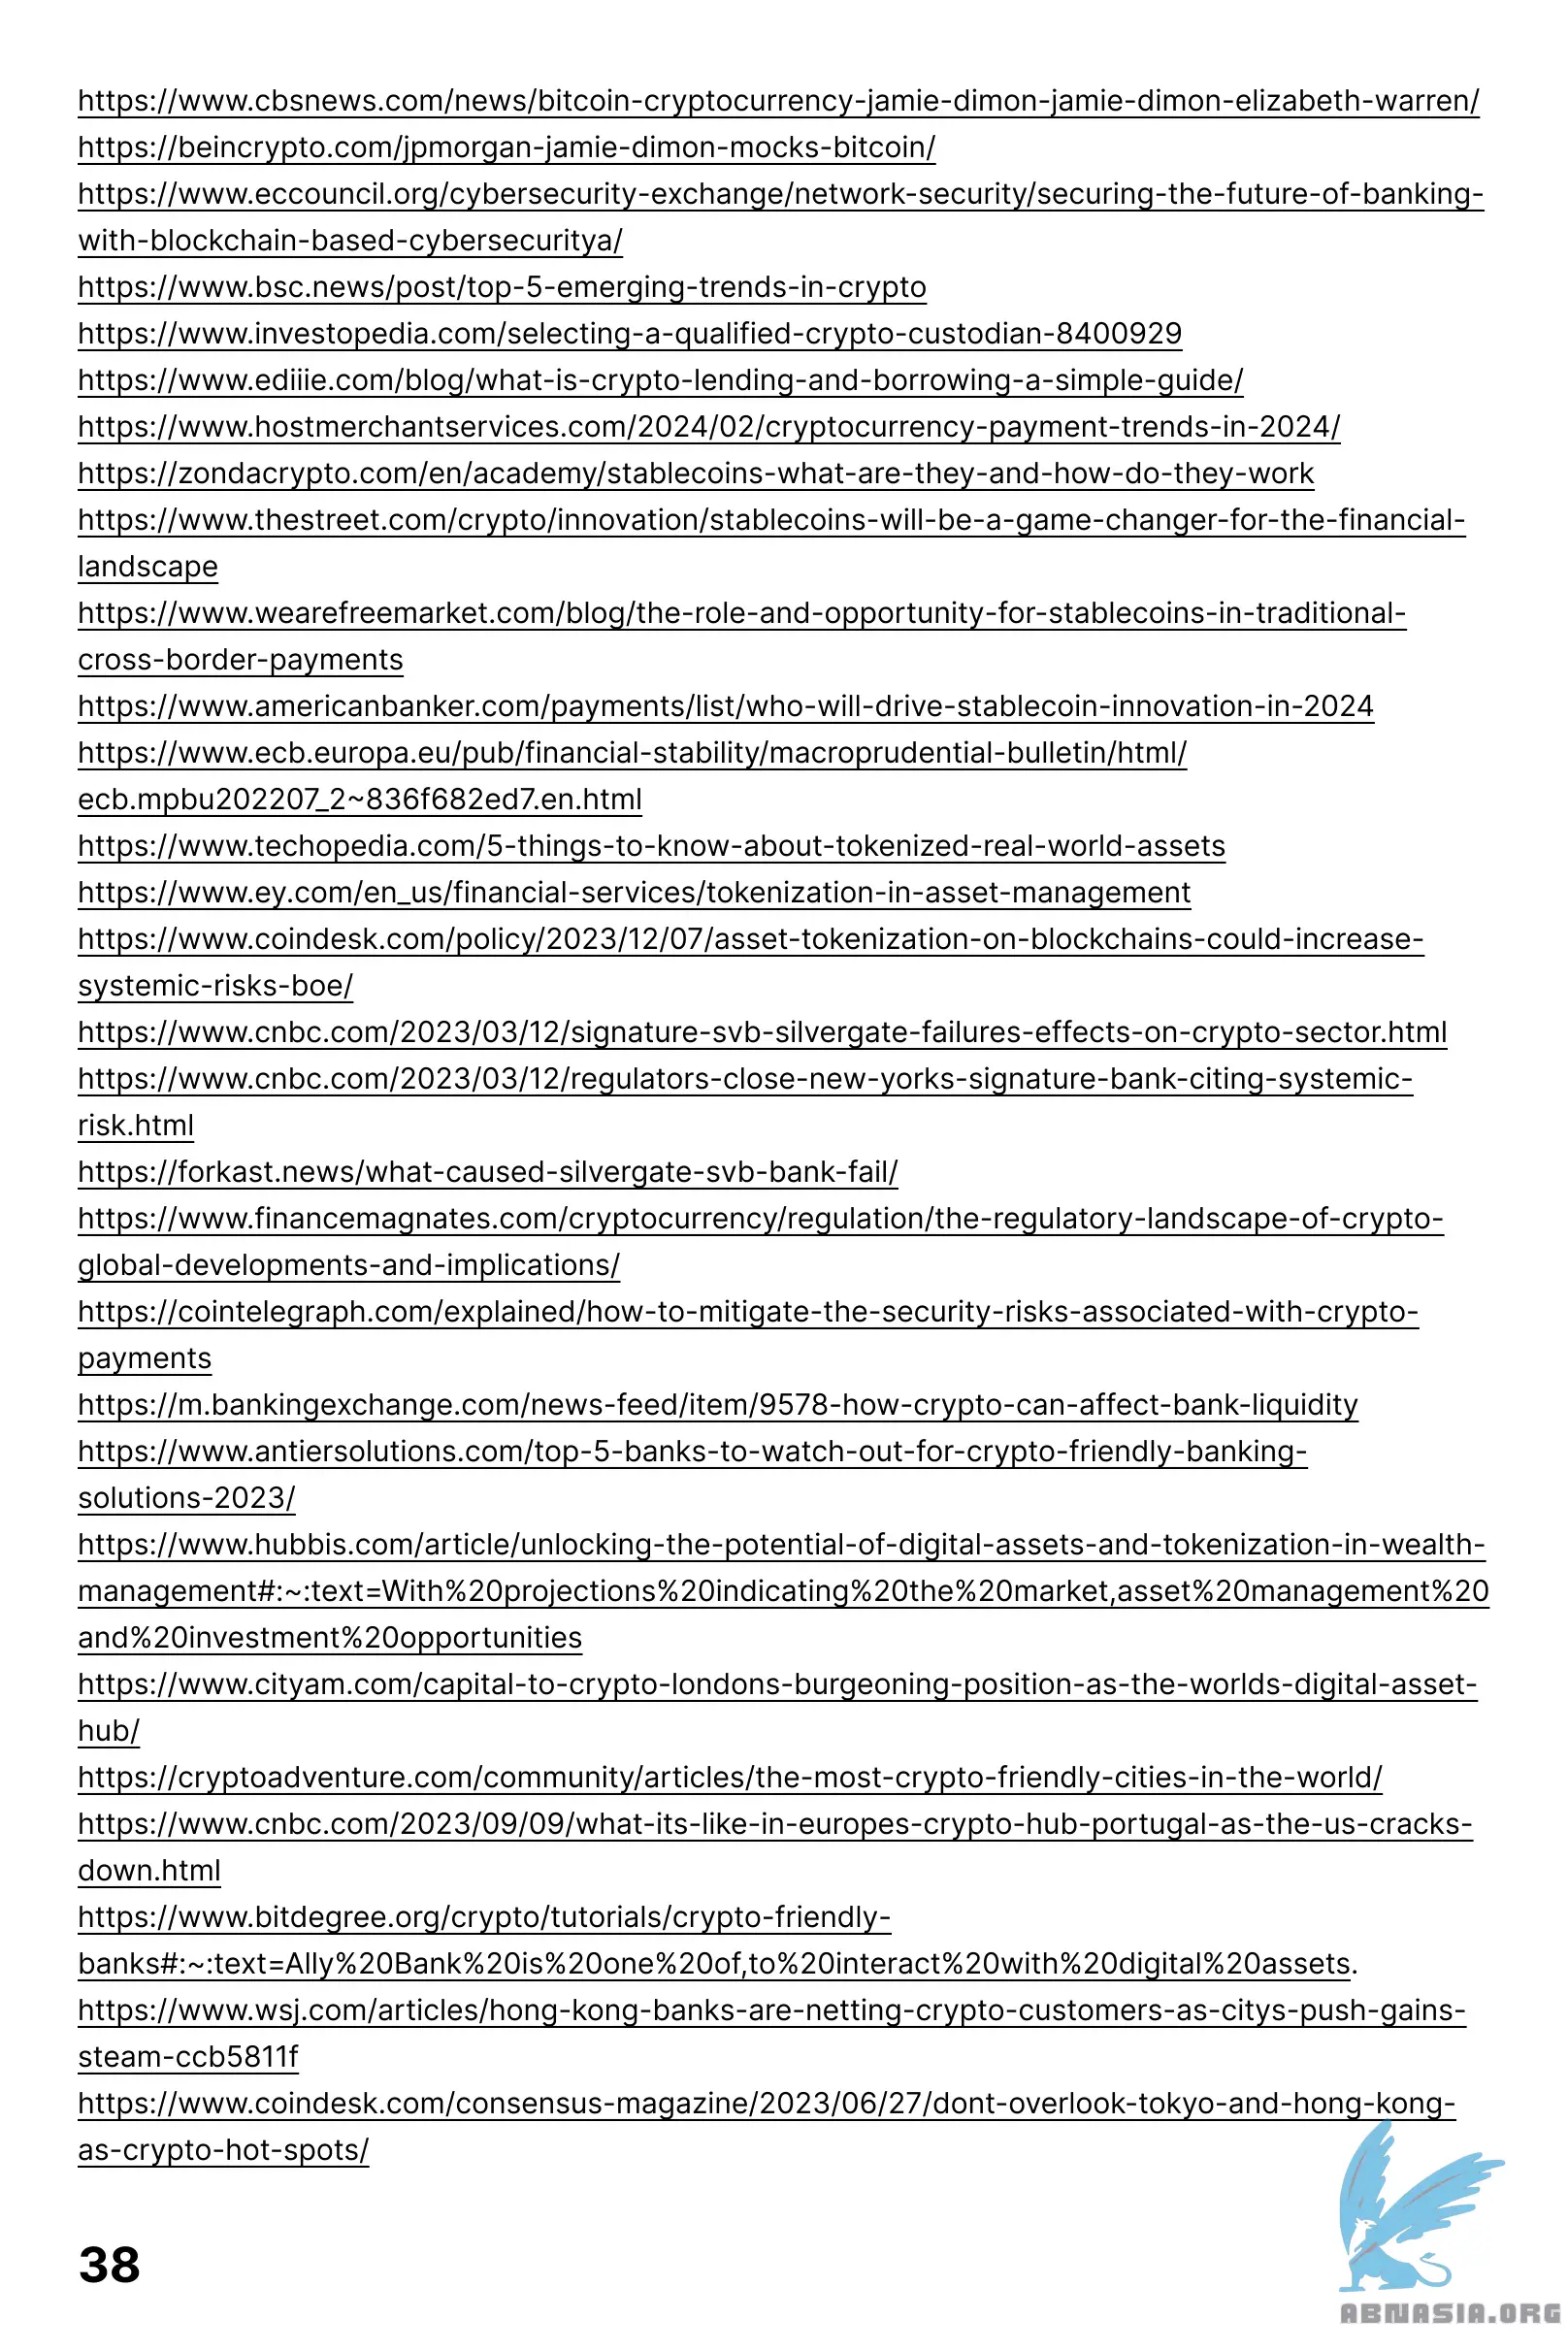 https://www.cbsnews.com/news/bitcoin-cryptocurrency-jamie-dimon-jamie-dimon-elizabeth-warren/
https://beincrypto.com/jpmorgan-jamie-dimon-mocks-bitcoin/
https://www.eccouncil.org/cybersecurity-exchange/network-security/securing-the-future-of-banking-
with-blockchain-based-cybersecuritya/
https://www.bsc.news/post/top-5-emerging-trends-in-crypto
https://www.investopedia.com/selecting-a-qualified-crypto-custodian-8400929
https://www.ediiie.com/blog/what-is-crypto-lending-and-borrowing-a-simple-guide/
https://www.hostmerchantservices.com/2024/02/cryptocurrency-payment-trends-in-2024/
https://zondacrypto.com/en/academy/stablecoins-what-are-they-and-how-do-they-work
https://www.thestreet.com/crypto/innovation/stablecoins-will-be-a-game-changer-for-the-financial-
landscape
https://www.wearefreemarket.com/blog/the-role-and-opportunity-for-stablecoins-in-traditional-
cross-border-payments
https://www.americanbanker.com/payments/list/who-will-drive-stablecoin-innovation-in-2024
https://www.ecb.europa.eu/pub/financial-stability/macroprudential-bulletin/html/
ecb.mpbu202207_2~836f682ed7.en.html
https://www.techopedia.com/5-things-to-know-about-tokenized-real-world-assets
https://www.ey.com/en_us/financial-services/tokenization-in-asset-management
https://www.coindesk.com/policy/2023/12/07/asset-tokenization-on-blockchains-could-increase-
systemic-risks-boe/
https://www.cnbc.com/2023/03/12/signature-svb-silvergate-failures-effects-on-crypto-sector.html
https://www.cnbc.com/2023/03/12/regulators-close-new-yorks-signature-bank-citing-systemic-
risk.html
https://forkast.news/what-caused-silvergate-svb-bank-fail/
https://www.financemagnates.com/cryptocurrency/regulation/the-regulatory-landscape-of-crypto-
global-developments-and-implications/
https://cointelegraph.com/explained/how-to-mitigate-the-security-risks-associated-with-crypto-
payments
https://m.bankingexchange.com/news-feed/item/9578-how-crypto-can-affect-bank-liquidity
https://www.antiersolutions.com/top-5-banks-to-watch-out-for-crypto-friendly-banking-
solutions-2023/
https://www.hubbis.com/article/unlocking-the-potential-of-digital-assets-and-tokenization-in-wealth-
management#:~:text=With%20projections%20indicating%20the%20market,asset%20management%20
and%20investment%20opportunities
https://www.cityam.com/capital-to-crypto-londons-burgeoning-position-as-the-worlds-digital-asset-
hub/
https://cryptoadventure.com/community/articles/the-most-crypto-friendly-cities-in-the-world/
https://www.cnbc.com/2023/09/09/what-its-like-in-europes-crypto-hub-portugal-as-the-us-cracks-
down.html
https://www.bitdegree.org/crypto/tutorials/crypto-friendly-
banks#:~:text=Ally%20Bank%20is%20one%20of,to%20interact%20with%20digital%20assets.
https://www.wsj.com/articles/hong-kong-banks-are-netting-crypto-customers-as-citys-push-gains-
steam-ccb5811f
https://www.coindesk.com/consensus-magazine/2023/06/27/dont-overlook-tokyo-and-hong-kong-
as-crypto-hot-spots/
38
ABNASIA.ORG